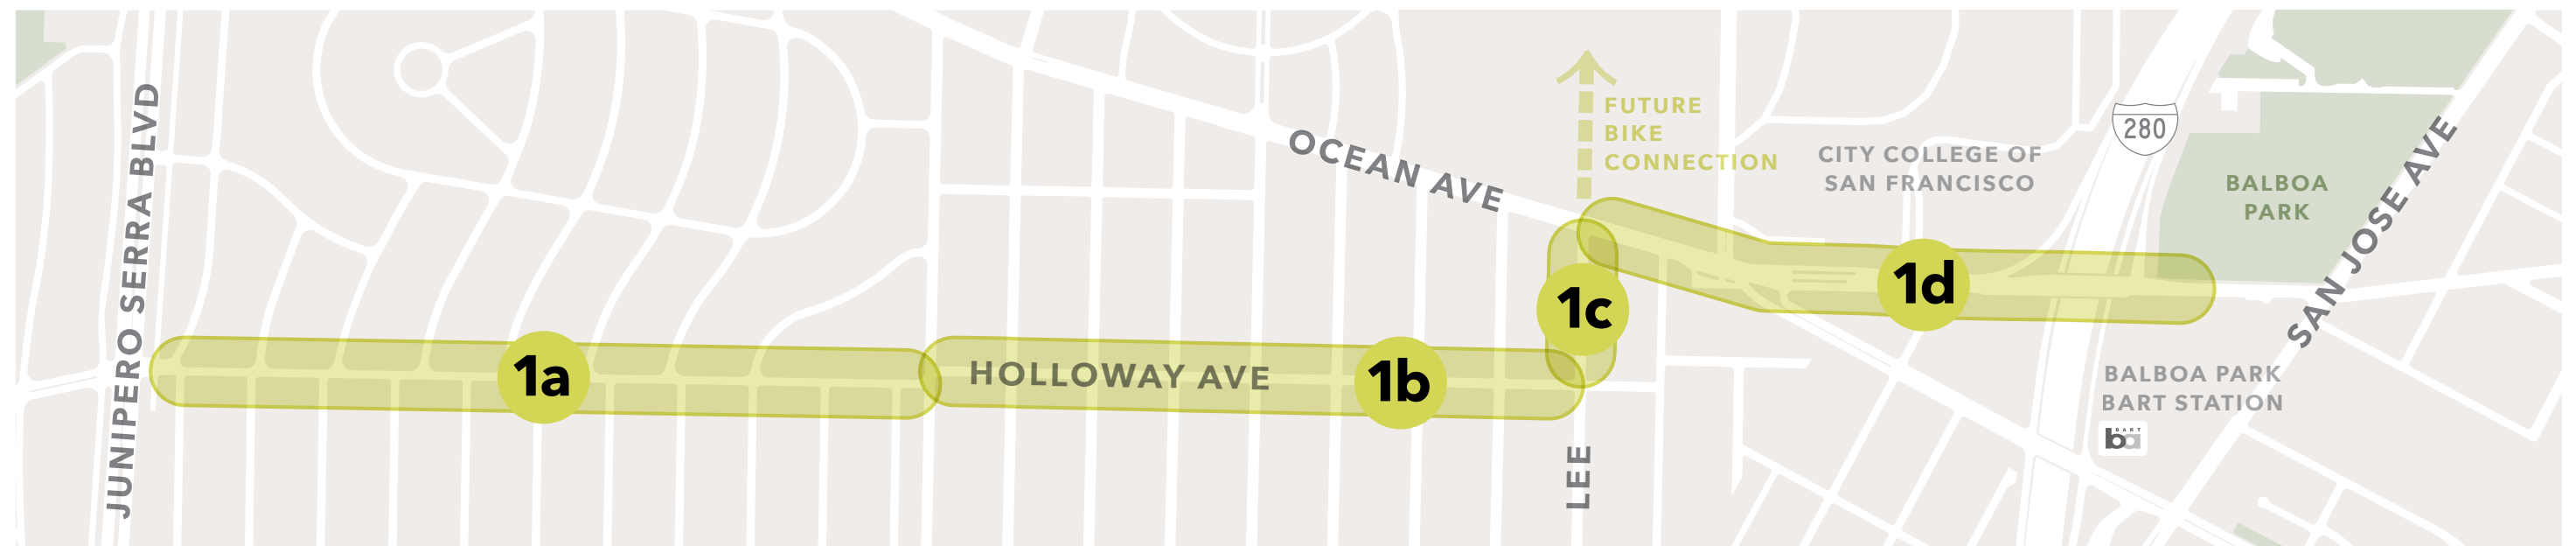 JUNIPERO SERRA BLVD
1a
HOLLOWAY AVE
1b
OCEAN AVE
FUTURE
BIKE
CONNECTION
1c
LEE
CITY COLLEGE OF
SAN FRANCISCO
1d
280
BALBOA
PARK
SAN JOSE AVE
BALBOA PARK
BART STATION
BART
ba